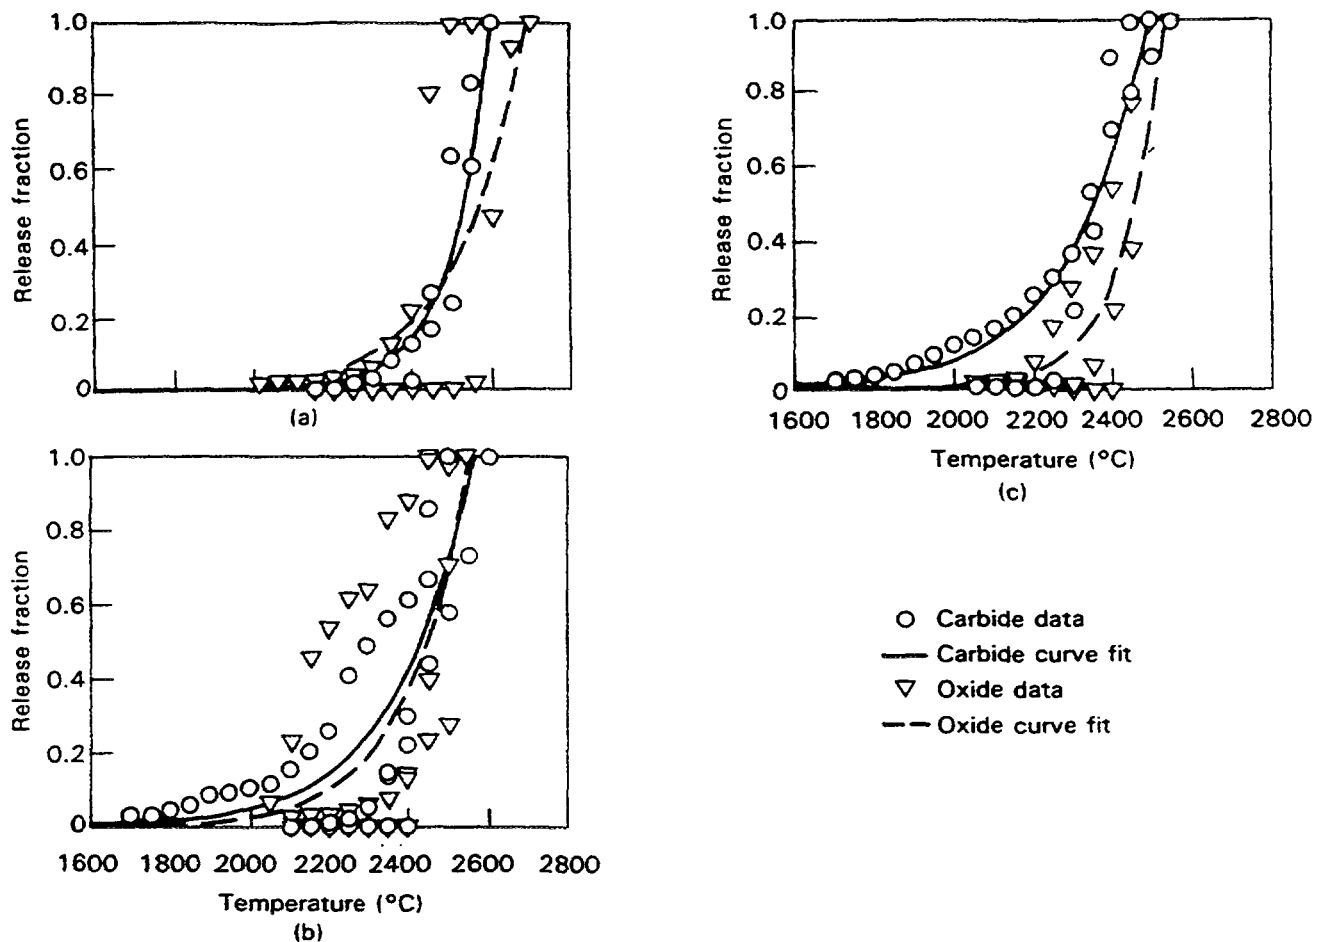 1.0
0.8
0.6
0.4
0.2
0
Release fraction
(a)
1.0
0.8
0.6
0.4
0.2
0
Release fraction
1600 1800 2000 2200 2400 2600 2800
Temperature (°C)
(b)
1.0
0.8
0.6
0.4
0.2
0
Release fraction
1600 1800 2000 2200 2400 2600 2800
Temperature (°C)
(c)
Carbide data
Carbide curve fit
Oxide data
Oxide curve fit